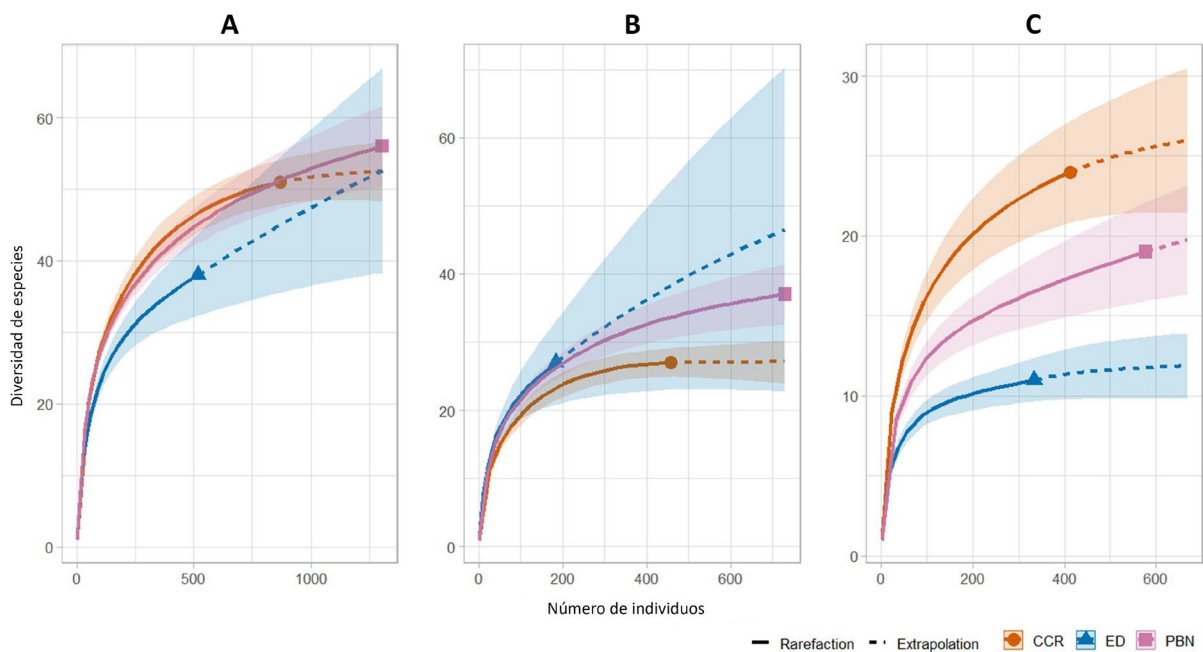 A B C
Diversidad de especies
60
40
20
0
0 500 1000
60
40
20
0
0 200 400 600
30
20
10
0
0 200 400 600
Número de individuos
Rarefaction Extrapolation CCR ED PBN